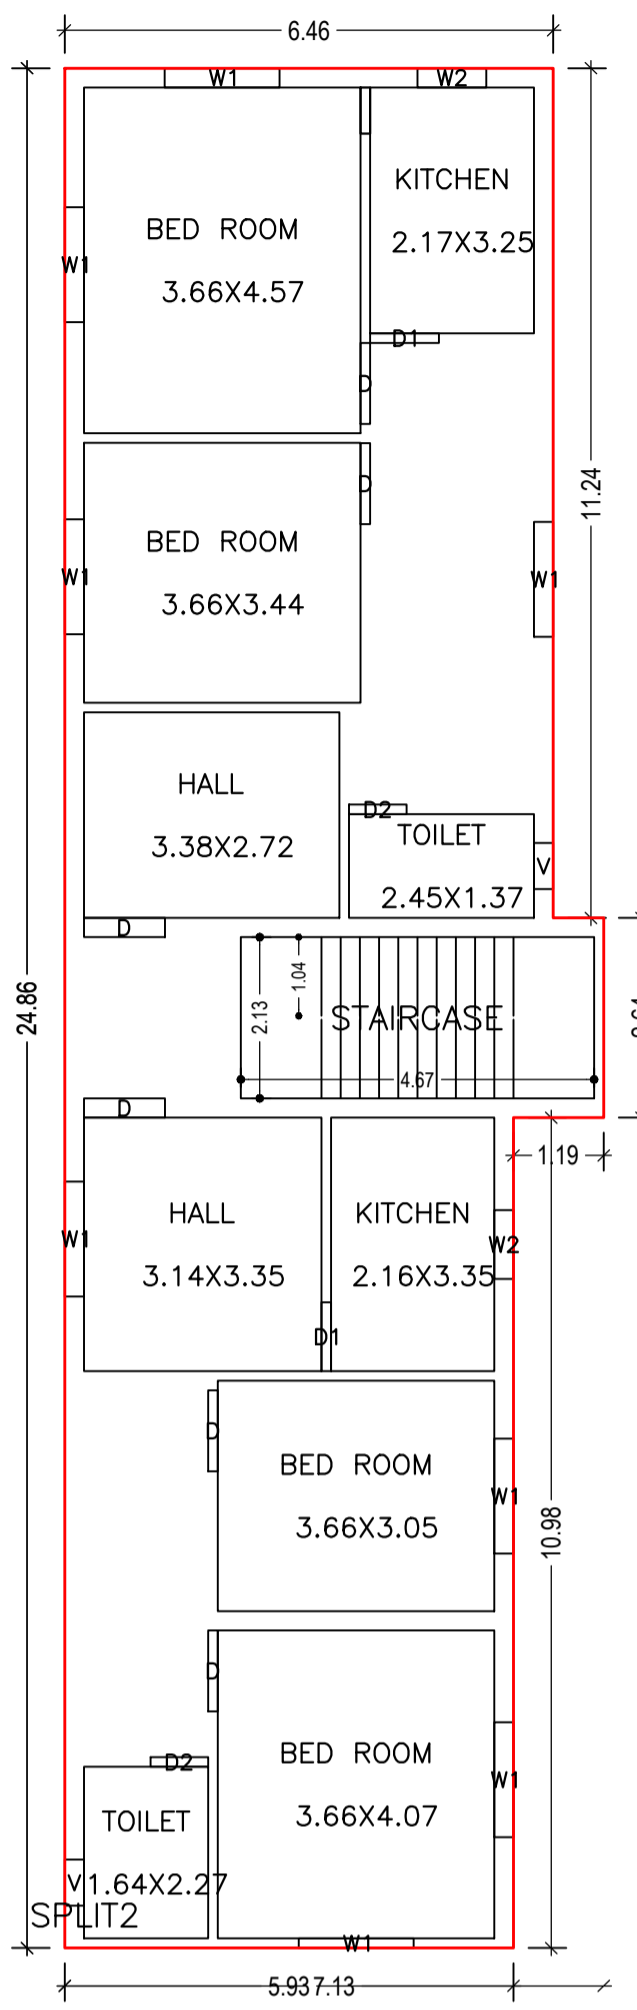 6.46
W1
W2
KITCHEN
2.17X3.25
BED ROOM
3.66X4.57
W1
D1
D
11.24
D
BED ROOM
3.66X3.44
W1
W1
HALL
3.38X2.72
D2
TOILET
2.45X1.37
V
D
24.86
2.13
1.04
STAIRCASE
4.67
D
1.19
HALL
3.14X3.35
KITCHEN
2.16X3.35
W1
W2
D1
D
BED ROOM
3.66X3.05
W1
10.98
D
BED ROOM
3.66X4.07
W1
D2
TOILET
V
1.64X2.27
SPLIT2
W1
5.93
7.13